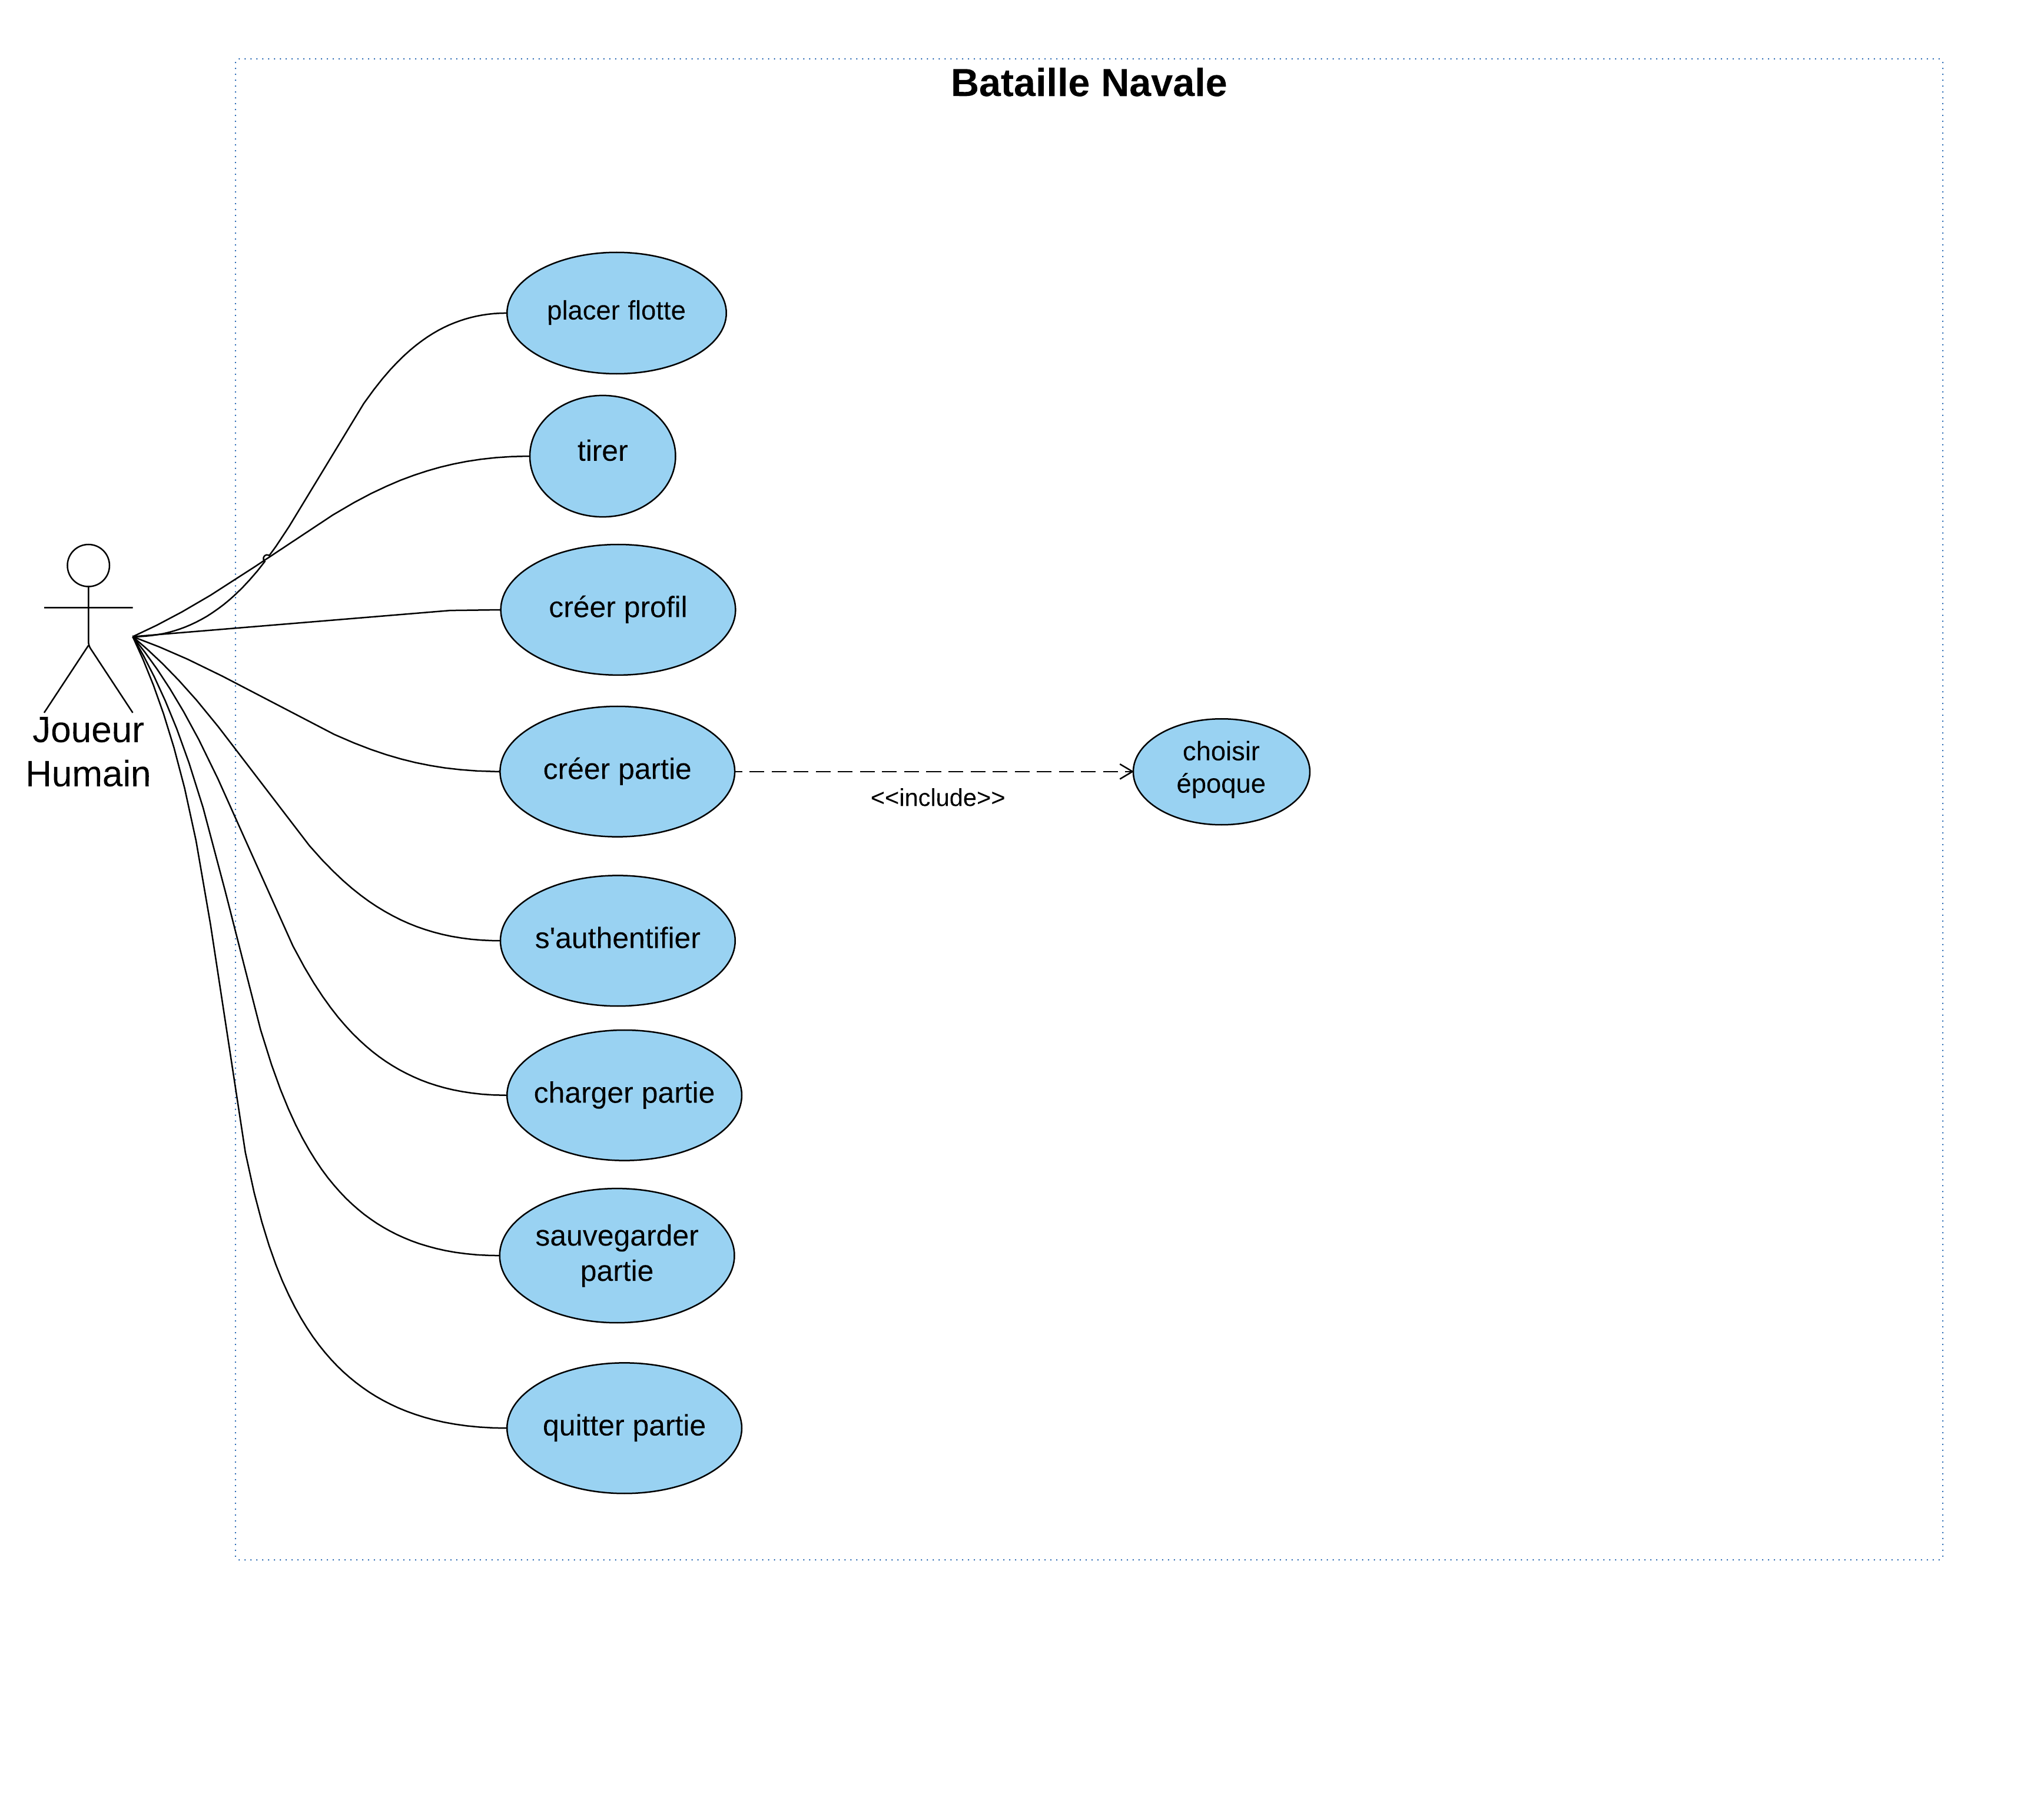 Bataille Navale
placer flotte
tirer
créer profil
Joueur
Humain
créer partie
<<include>>
choisir
époque
s'authentifier
charger partie
sauvegarder
partie
quitter partie